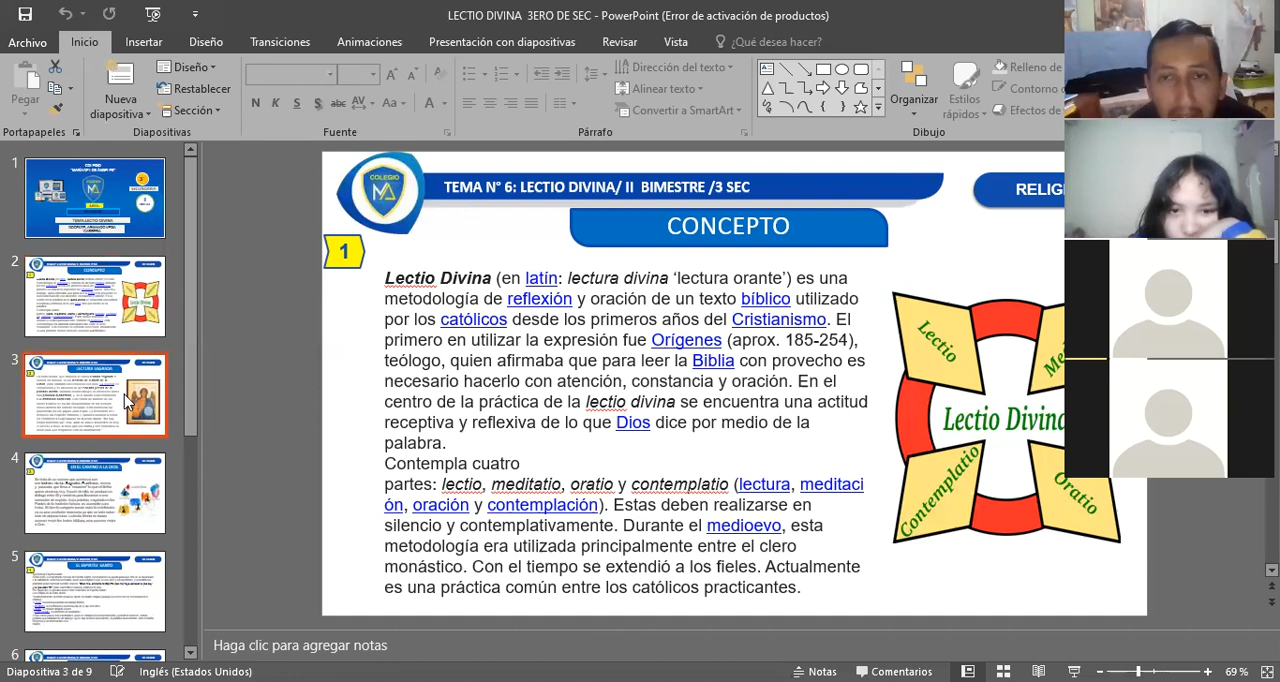 LECTIO DIVINA 3ERO DE SEC - PowerPoint (Error de activación de productos)
Archivo Inicio Insertar Diseño Transiciones Animaciones Presentación con diapositivas Revisar Vista ¿Qué desea hacer?
Pegar
Nueva
diapositiva
Diseño
Restablecer
Sección
N K S S abc AV Aa A
Dirección del texto
Alinear texto
Convertir a SmartArt
Organizar
Estilos
rápidos
Relleno de
Contorno
Efectos de
Portapapeles Diapositivas Fuente Párrafo Dibujo
1
2
3
4
5
6
COLEGIO
TEMA N° 6: LECTIO DIVINA/ II BIMESTRE /3 SEC
RELIG
CONCEPTO
1
Lectio Divina (en latín: lectura divina 'lectura orante') es una
metodología de reflexión y oración de un texto bíblico utilizado
por los católicos desde los primeros años del Cristianismo. El
primero en utilizar la expresión fue Orígenes (aprox. 185-254),
teólogo, quien afirmaba que para leer la Biblia con provecho es
necesario hacerlo con atención, constancia y oración. En el
centro de la práctica de la lectio divina se encuentra una actitud
receptiva y reflexiva de lo que Dios dice por medio de la
palabra.
Contempla cuatro
partes: lectio, meditatio, oratio y contemplatio (lectura, meditaci
ón, oración y contemplación). Estas deben realizarse en
silencio y contemplativamente. Durante el medioevo, esta
metodología era utilizada principalmente entre el clero
monástico. Con el tiempo se extendió a los fieles. Actualmente
es una práctica común entre los católicos practicantes.
Lectio
Me
Lectio Divina
Contemplatio
Oratio
Haga clic para agregar notas
Diapositiva 3 de 9 Inglés (Estados Unidos) Notas Comentarios 69 %